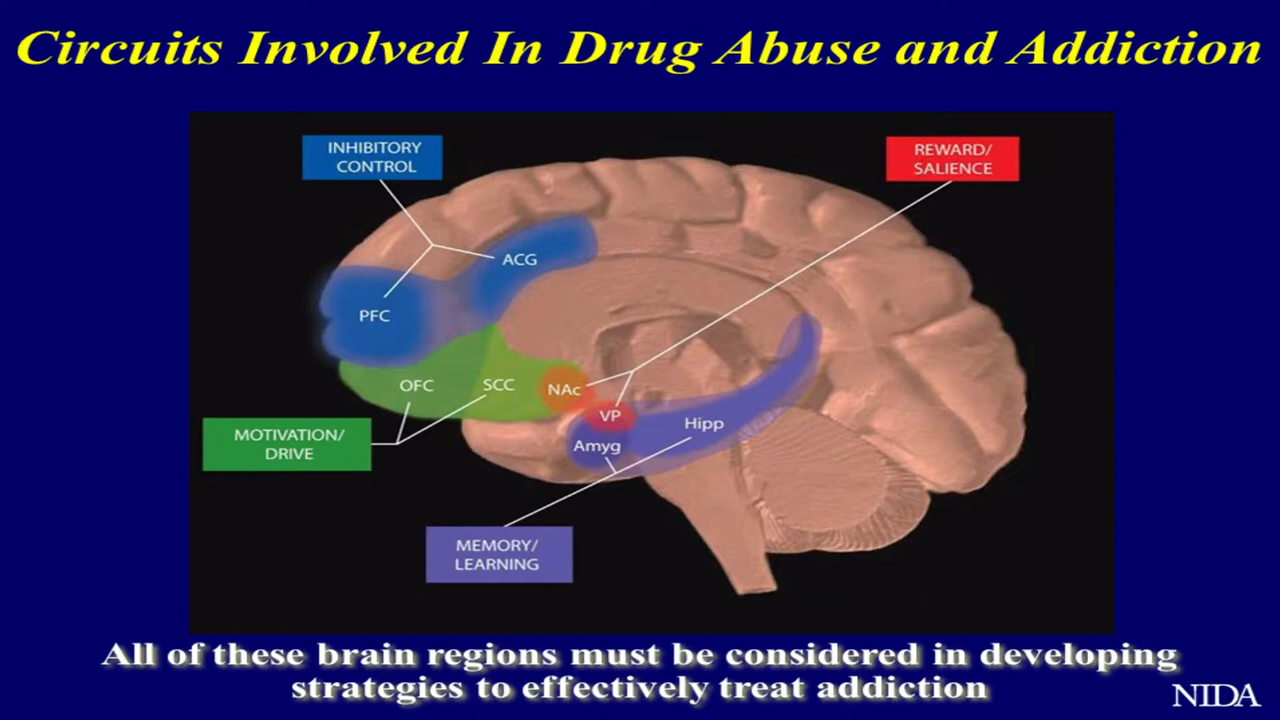 Circuits Involved In Drug Abuse and Addiction
INHIBITORY
CONTROL
REWARD/
SALIENCE
ACG
PFC
OFC
SCC
NAc
VP
Hipp
Amyg
MOTIVATION/
DRIVE
MEMORY/
LEARNING
All of these brain regions must be considered in developing
strategies to effectively treat addiction
NIDA